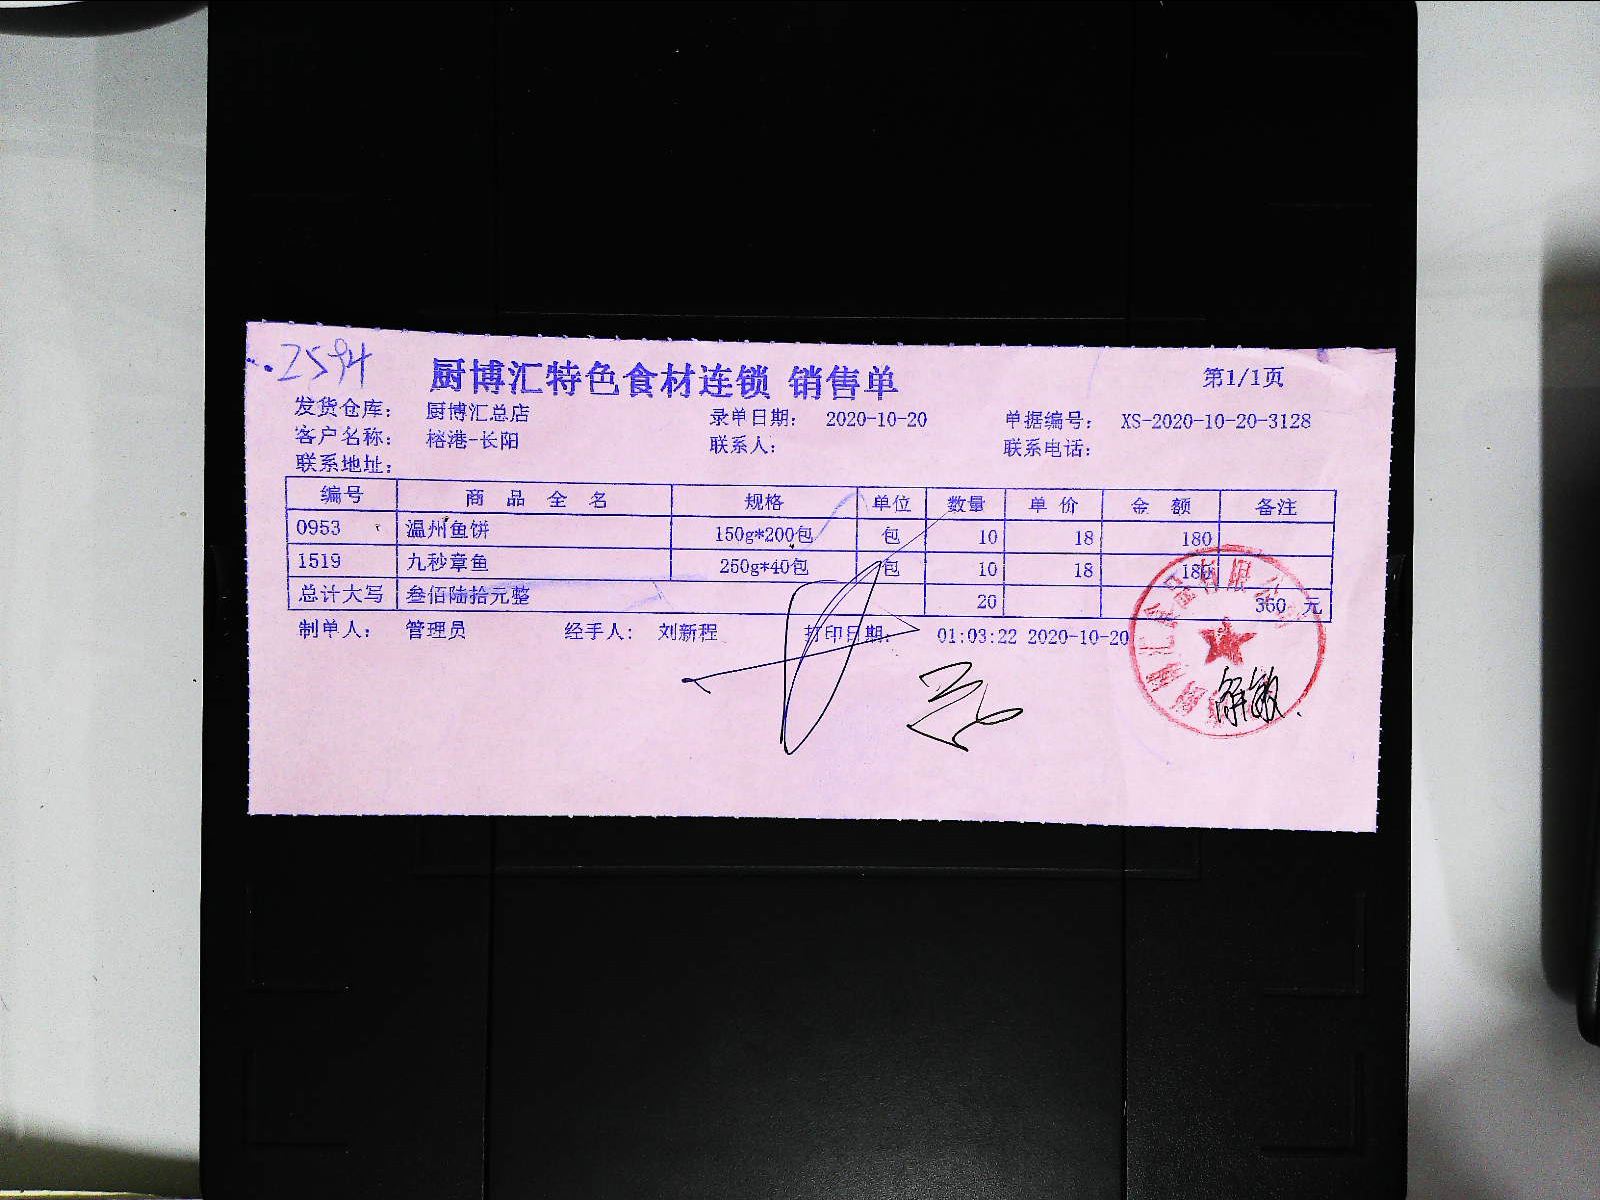 2594
厨博汇特色食材连锁 销售单 第1/1页
发货仓库: 厨博汇总店 录单日期: 2020-10-20 单据编号: XS-2020-10-20-3128
客户名称: 榕港-长阳 联系人: 联系电话:
联系地址:
编号 商品全名 规格 单位 数量 单价 金额 备注
0953 温州鱼饼 150g*200包 包 10 18 180
1519 九秒章鱼 250g*40包 包 10 18 180
总计大写 叁佰陆拾元整 20 360 元
制单人: 管理员 经手人: 刘新程 打印日期: 01:03:22 2020-10-20
解敏